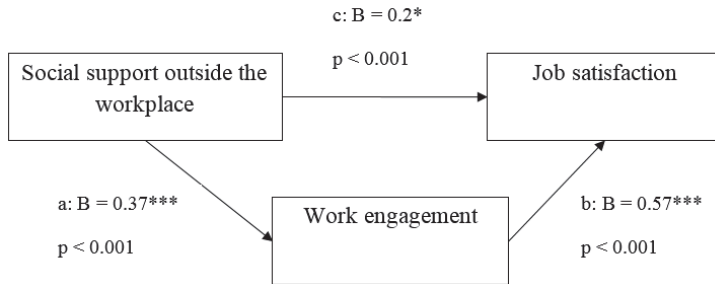 c: B = 0.2*
p < 0.001
Social support outside the
workplace
Job satisfaction
a: B = 0.37***
p < 0.001
Work engagement
b: B = 0.57***
p < 0.001